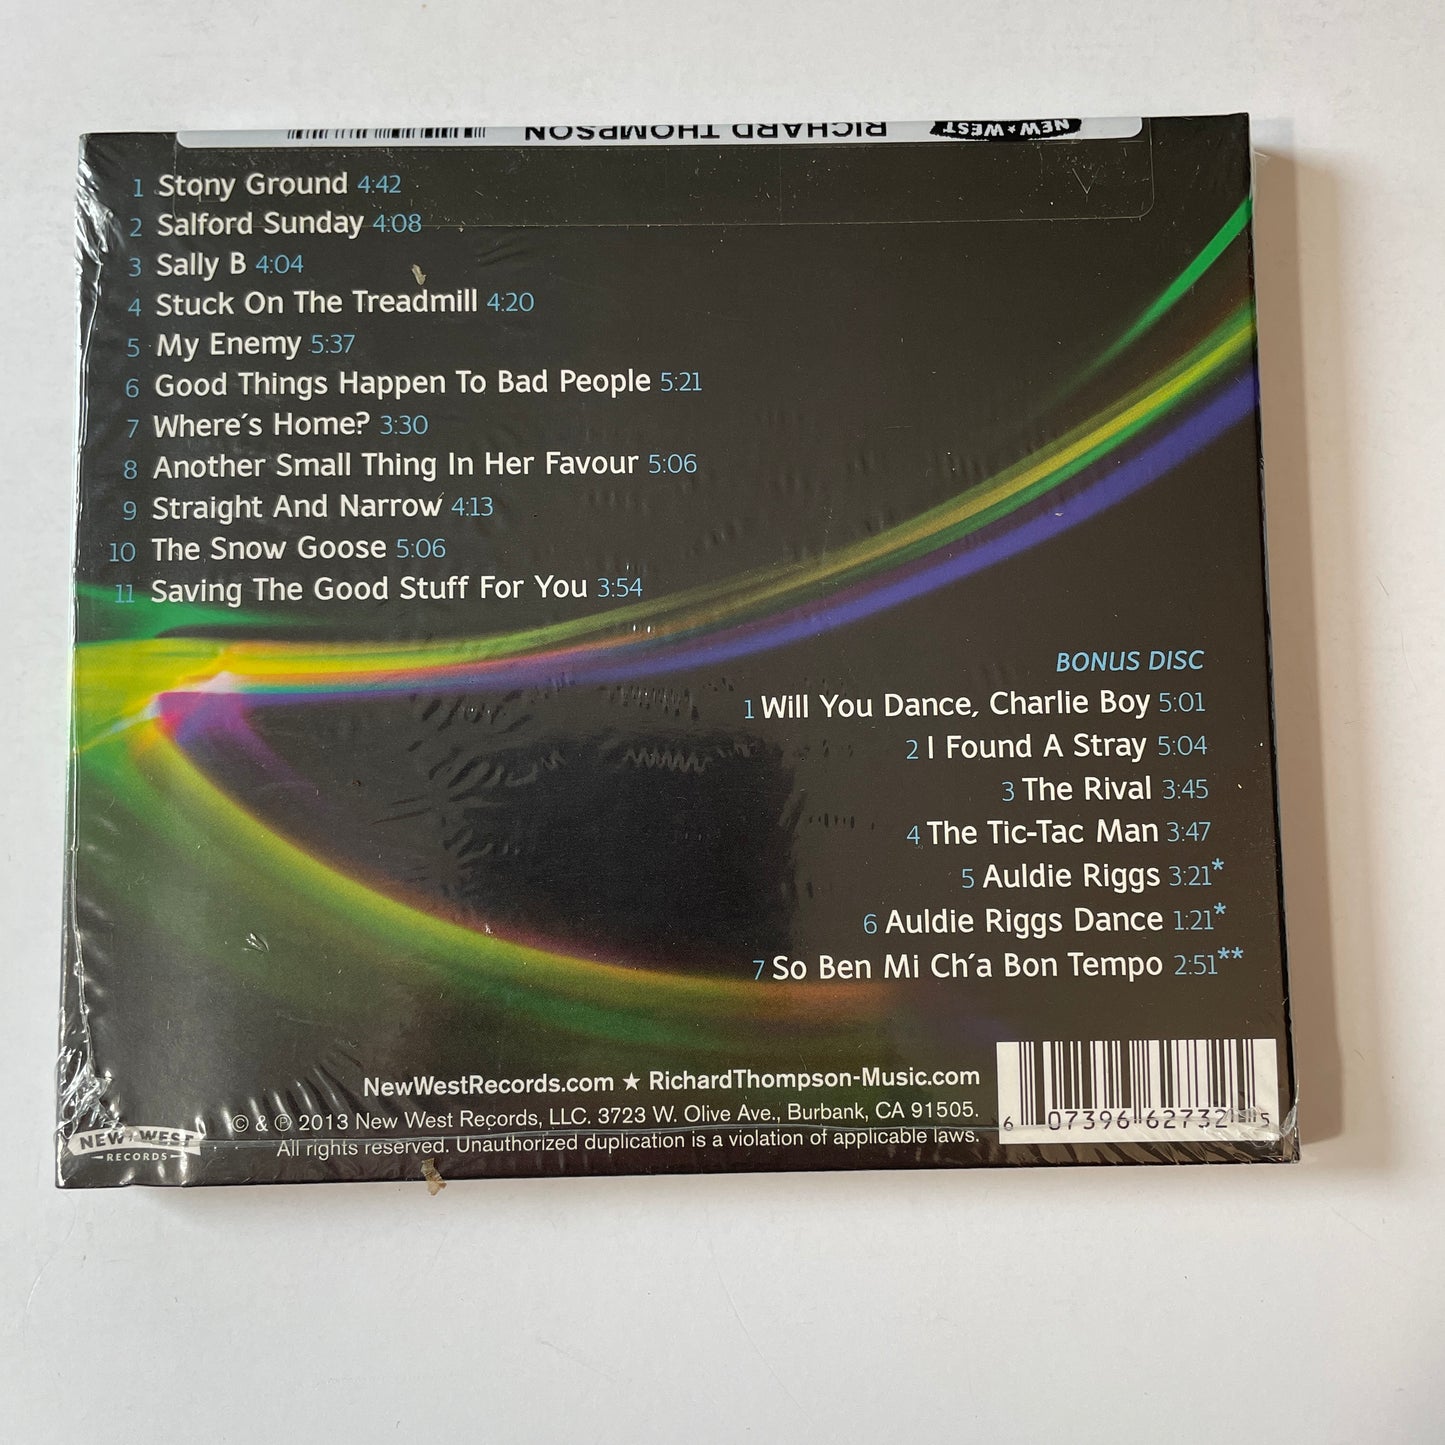 NEW★WEST
RICHARD THOMPSON
1 Stony Ground 4:42
2 Salford Sunday 4:08
3 Sally B 4:04
4 Stuck On The Treadmill 4:20
5 My Enemy 5:37
6 Good Things Happen To Bad People 5:21
7 Where´s Home? 3:30
8 Another Small Thing In Her Favour 5:06
9 Straight And Narrow 4:13
10 The Snow Goose 5:06
11 Saving The Good Stuff For You 3:54
BONUS DISC
1 Will You Dance, Charlie Boy 5:01
2 I Found A Stray 5:04
3 The Rival 3:45
4 The Tic-Tac Man 3:47
5 Auldie Riggs 3:21*
6 Auldie Riggs Dance 1:21*
7 So Ben Mi Ch´a Bon Tempo 2:51**
NewWestRecords.com ★ RichardThompson-Music.com
© & ℗ 2013 New West Records, LLC. 3723 W. Olive Ave., Burbank, CA 91505.
All rights reserved. Unauthorized duplication is a violation of applicable laws.
NEW★WEST
RECORDS
6 07396 62732 5